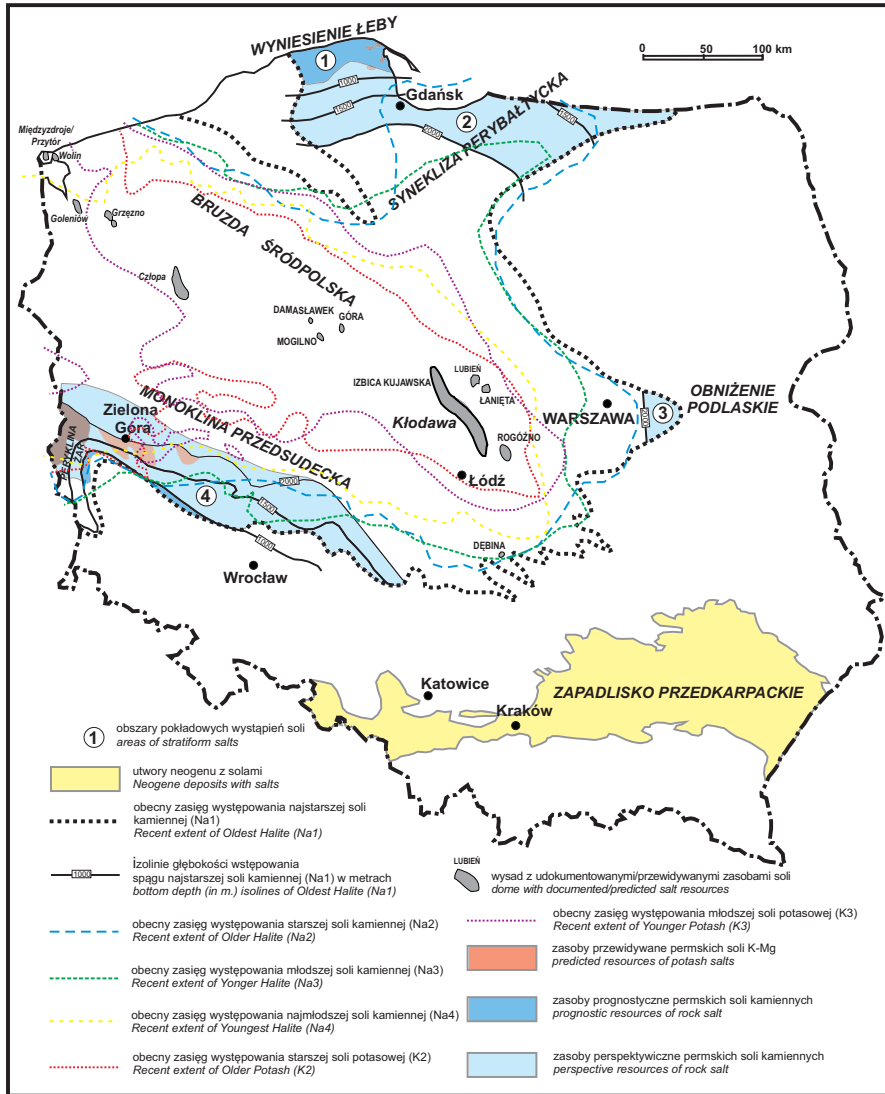 WYNIESIENIE ŁEBY
1
0 50 100 km
1000
Gdańsk
1500
2
1500
2000
SYNEKLIZA PERYBAŁTYCKA
Międzyzdroje/
Przytór
Wolin
Goleniów
Grzęzno
BRUZDA ŚRÓDPOLSKA
Człopa
DAMASŁAWEK
GÓRA
MOGILNO
LUBIEŃ
IZBICA KUJAWSKA
ŁANIĘTA
Kłodawa
ROGÓŹNO
WARSZAWA
3
OBNIŻENIE
PODLASKIE
MONOKLINA PRZEDSUDECKA
Zielona
Góra
PERYKLINA
ŻAR
Łódź
2000
4
1500
1000
DĘBINA
Wrocław
Katowice
Kraków
ZAPADLISKO PRZEDKARPACKIE
1
obszary pokładowych wystąpień soli
areas of stratiform salts
utwory neogenu z solami
Neogene deposits with salts
obecny zasięg występowania najstarszej soli
kamiennej (Na1)
Recent extent of Oldest Halite (Na1)
1000
izolinie głębokości wstępowania
spągu najstarszej soli kamiennej (Na1) w metrach
bottom depth (in m.) isolines of Oldest Halite (Na1)
obecny zasięg występowania starszej soli kamiennej (Na2)
Recent extent of Older Halite (Na2)
obecny zasięg występowania młodszej soli kamiennej (Na3)
Recent extent of Yonger Halite (Na3)
obecny zasięg występowania najmłodszej soli kamiennej (Na4)
Recent extent of Youngest Halite (Na4)
obecny zasięg występowania starszej soli potasowej (K2)
Recent extent of Older Potash (K2)
LUBIEŃ
wysad z udokumentowanymi/przewidywanymi zasobami soli
dome with documented/predicted salt resources
obecny zasięg występowania młodszej soli potasowej (K3)
Recent extent of Younger Potash (K3)
zasoby przewidywane permskich soli K-Mg
predicted resources of potash salts
zasoby prognostyczne permskich soli kamiennych
prognostic resources of rock salt
zasoby perspektywiczne permskich soli kamiennych
perspective resources of rock salt